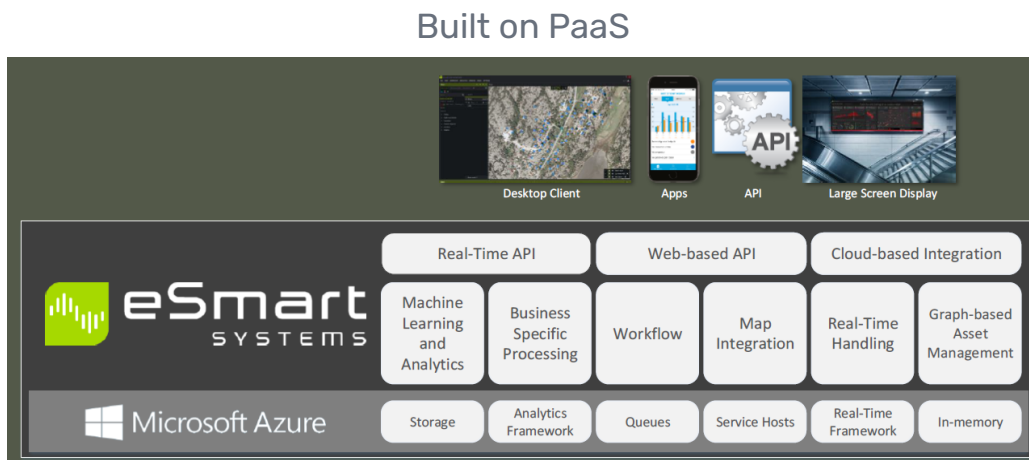 Built on PaaS
API
Desktop Client
Apps
API
Large Screen Display
eSmart
SYSTEMS
Real-Time API
Web-based API
Cloud-based Integration
Machine
Learning
and
Analytics
Business
Specific
Processing
Workflow
Map
Integration
Real-Time
Handling
Graph-based
Asset
Management
Microsoft Azure
Storage
Analytics
Framework
Queues
Service Hosts
Real-Time
Framework
In-memory